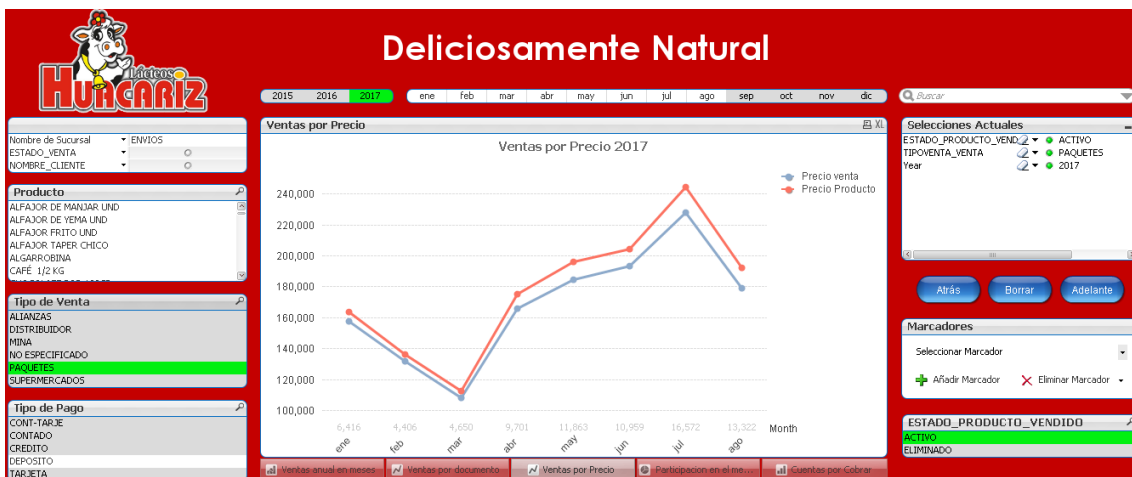 Lácteos
HUACARIZ
Deliciosamente Natural
2015 2016 2017 ene feb mar abr may jun jul ago sep oct nov dic
Buscar
Nombre de Sucursal ENVIOS
ESTADO_VENTA
NOMBRE_CLIENTE
Producto
ALFAJOR DE MANJAR UND
ALFAJOR DE YEMA UND
ALFAJOR FRITO UND
ALFAJOR TAPER CHICO
ALGARROBINA
CAFÉ 1/2 KG
Tipo de Venta
ALIANZAS
DISTRIBUIDOR
MINA
NO ESPECIFICADO
PAQUETES
SUPERMERCADOS
Tipo de Pago
CONT-TARJE
CONTADO
CREDITO
DEPOSITO
TARJETA
Ventas por Precio XL
Ventas por Precio 2017
Precio venta
Precio Producto
240,000
220,000
200,000
180,000
160,000
140,000
120,000
100,000
6,416 4,406 4,650 9,701 11,863 10,959 16,572 13,322 Month
ene feb mar abr may jun jul ago
Ventas anual en meses Ventas por documento Ventas por Precio Participacion en el me... Cuentas por Cobrar
Selecciones Actuales
ESTADO_PRODUCTO_VEND ACTIVO
TIPOVENTA_VENTA PAQUETES
Year 2017
Atrás Borrar Adelante
Marcadores
Seleccionar Marcador
Añadir Marcador Eliminar Marcador
ESTADO_PRODUCTO_VENDIDO
ACTIVO
ELIMINADO